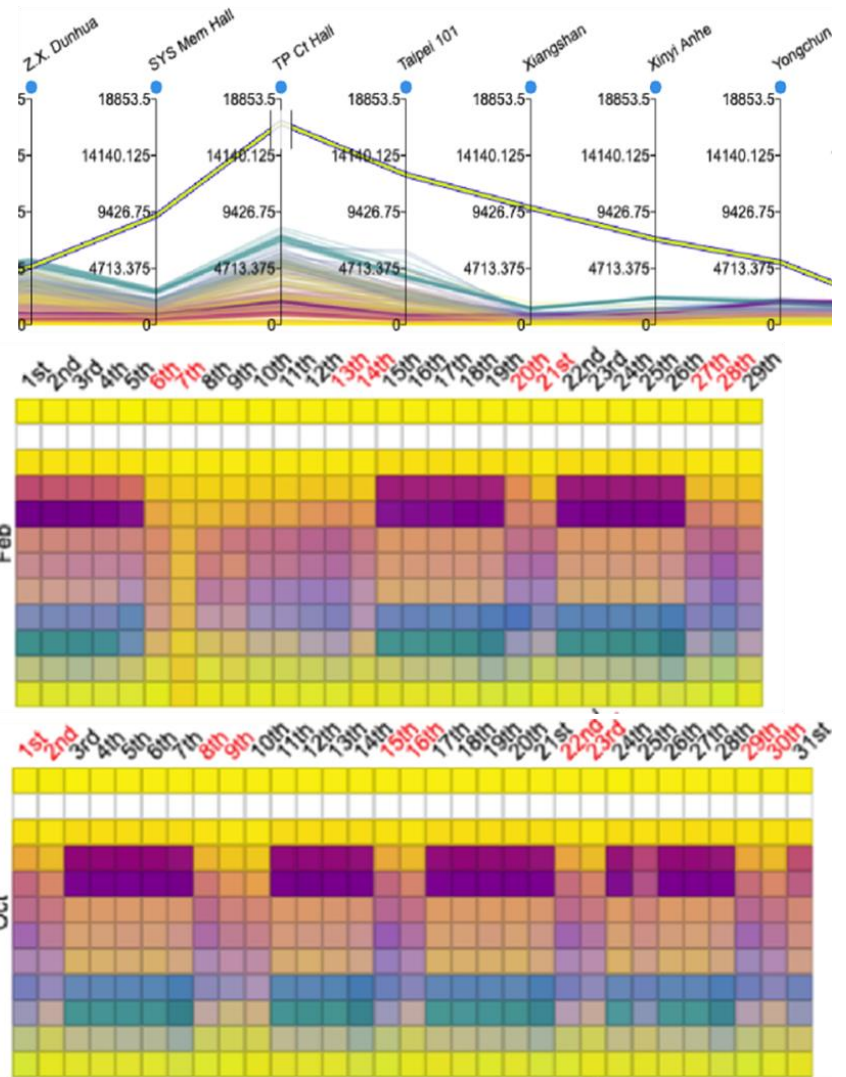 Z.X. Dunhua SYS Mem Hall TP Ct Hall Taipei 101 Xiangshan Xinyi Anhe Yongchun
5 18853.5 18853.5 18853.5 18853.5 18853.5 18853.5
5 14140.125 14140.125 14140.125 14140.125 14140.125 14140.125
5 9426.75 9426.75 9426.75 9426.75 9426.75 9426.75
5 4713.375 4713.375 4713.375 4713.375 4713.375 4713.375
0 0 0 0 0 0 0
1st 2nd 3rd 4th 5th 6th 7th 8th 9th 10th 11th 12th 13th 14th 15th 16th 17th 18th 19th 20th 21st 22nd 23rd 24th 25th 26th 27th 28th 29th
Feb
1st 2nd 3rd 4th 5th 6th 7th 8th 9th 10th 11th 12th 13th 14th 15th 16th 17th 18th 19th 20th 21st 22nd 23rd 24th 25th 26th 27th 28th 29th 30th 31st
Oct